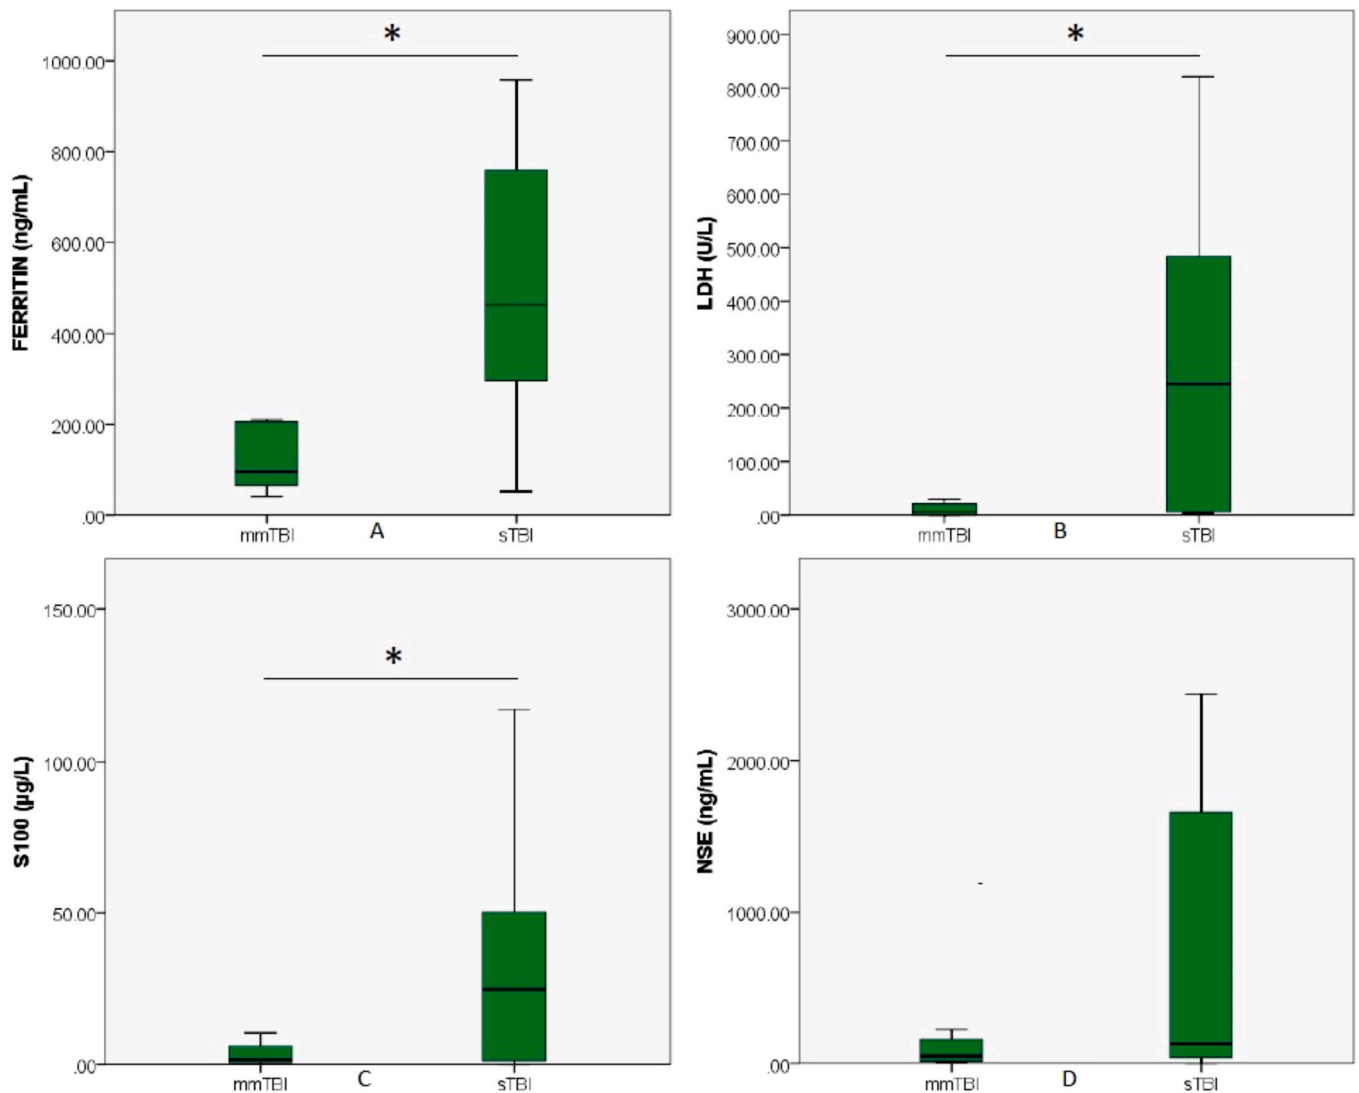 *
1000.00
800.00
600.00
400.00
200.00
.00
FERRITIN (ng/mL)
mmTBI
A
sTBI
*
900.00
800.00
700.00
600.00
500.00
400.00
300.00
200.00
100.00
.00
LDH (U/L)
mmTBI
B
sTBI
*
150.00
100.00
50.00
.00
S100 (µg/L)
mmTBI
C
sTBI
3000.00
2000.00
1000.00
.00
NSE (ng/mL)
mmTBI
D
sTBI